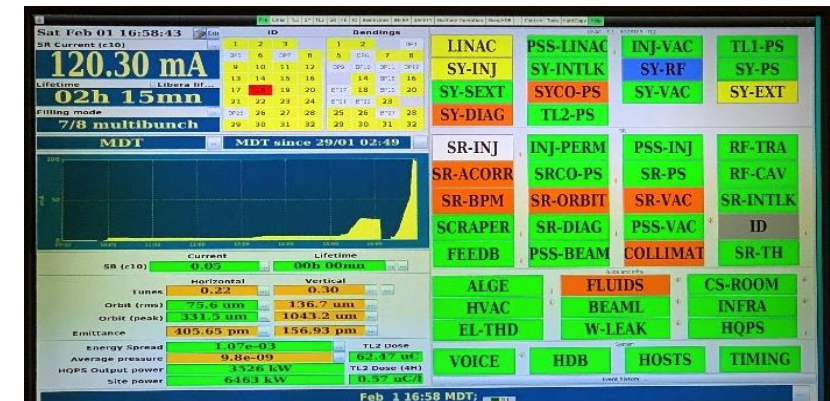 Sat Feb 01 16:58:43
SR Current (c10)
120.30 mA
Lifetime Libera lif...
02h 15mn
Filling mode
7/8 multibunch
MDT MDT since 29/01 02:49
ID Bendings
1 2 3 1 2
5 7 8 5 7 8
9 10 11 12
13 14 15 16 14 16
17 18 19 20 18 20
21 22 23 24 23
26 27 28 25 26 28
29 30 31 32 29 30 31 32
LINAC PSS-LINAC INJ-VAC TL1-PS
SY-INJ SY-INTLK SY-RF SY-PS
SY-SEXT SYCO-PS SY-VAC SY-EXT
SY-DIAG TL2-PS
SR-INJ INJ-PERM PSS-INJ RF-TRA
SR-ACORR SRCO-PS SR-PS RF-CAV
SR-BPM SR-ORBIT SR-VAC SR-INTLK
SCRAPER SR-DIAG PSS-VAC ID
FEEDB PSS-BEAM COLLIMAT SR-TH
ALGE FLUIDS CS-ROOM
HVAC BEAML INFRA
EL-THD W-LEAK HQPS
System
VOICE HDB HOSTS TIMING
Event history
Current Lifetime
SR (c10) 0.05 00h 00mn
Horizontal Vertical
Tunes 0.22 0.30
Orbit (rms) 75.6 um 136.7 um
Orbit (peak) 331.5 um 1043.2 um
Emittance 405.65 pm 156.93 pm
Energy Spread 1.07e-03 TL2 Dose
Average pressure 9.8e-09 62.47 uC
HQPS Output power 3526 kW TL2 Dose (4H)
Site power 6463 kW 0.57 uC/l
Feb 1 16:58 MDT;